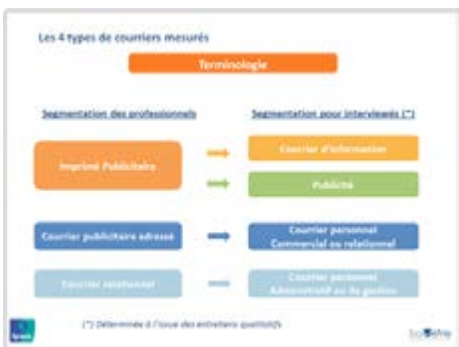 Les 4 types de courriers mesurés
Terminologie
Segmentation des professionnels
Segmentation pour interviewés (*)
Imprimé Publicitaire
Courrier d'information
Publicité
Courrier publicitaire adressé
Courrier personnel
Commercial ou relationnel
Courrier relationnel
Courrier personnel
Administratif ou de gestion
(*) Déterminée à l'issue des entretiens qualitatifs
Ipsos